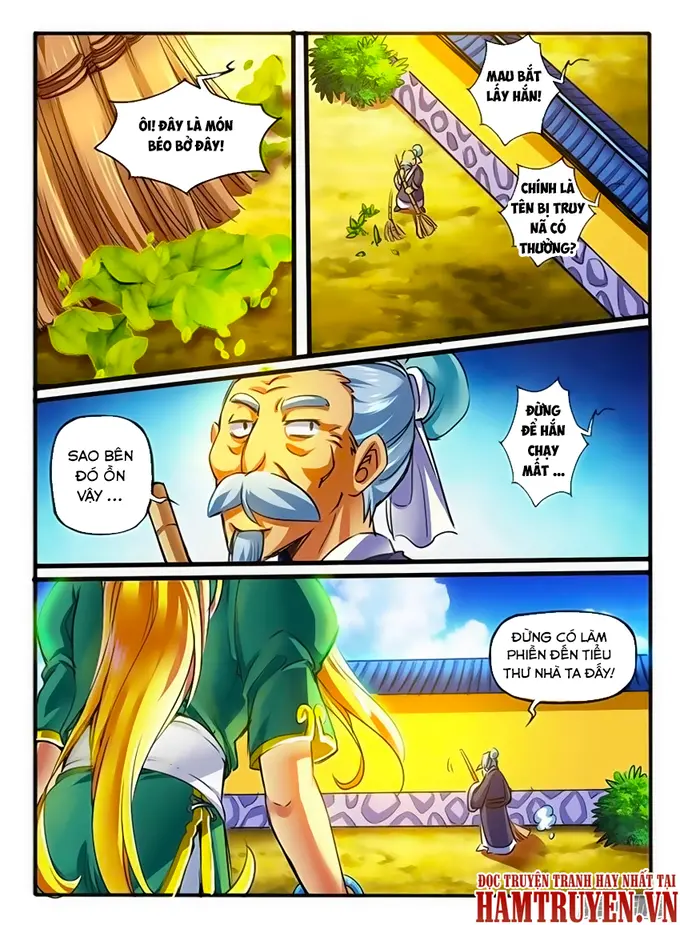 ÔI! ĐÂY LÀ MÓN
BÉO BỞ ĐÂY!
MAU BẮT
LẤY HẮN!
CHÍNH LÀ
TÊN BỊ TRUY
NÃ CÓ
THƯỞNG?
SAO BÊN
ĐÓ ỒN
VẬY ...
ĐỪNG
ĐỂ HẮN
CHẠY
MẤT ...
ĐỪNG CÓ LÀM
PHIỀN ĐẾN TIỂU
THƯ NHÀ TA ĐẤY!
ĐỌC TRUYỆN TRANH HAY NHẤT TẠI
HAMTRUYEN.VN